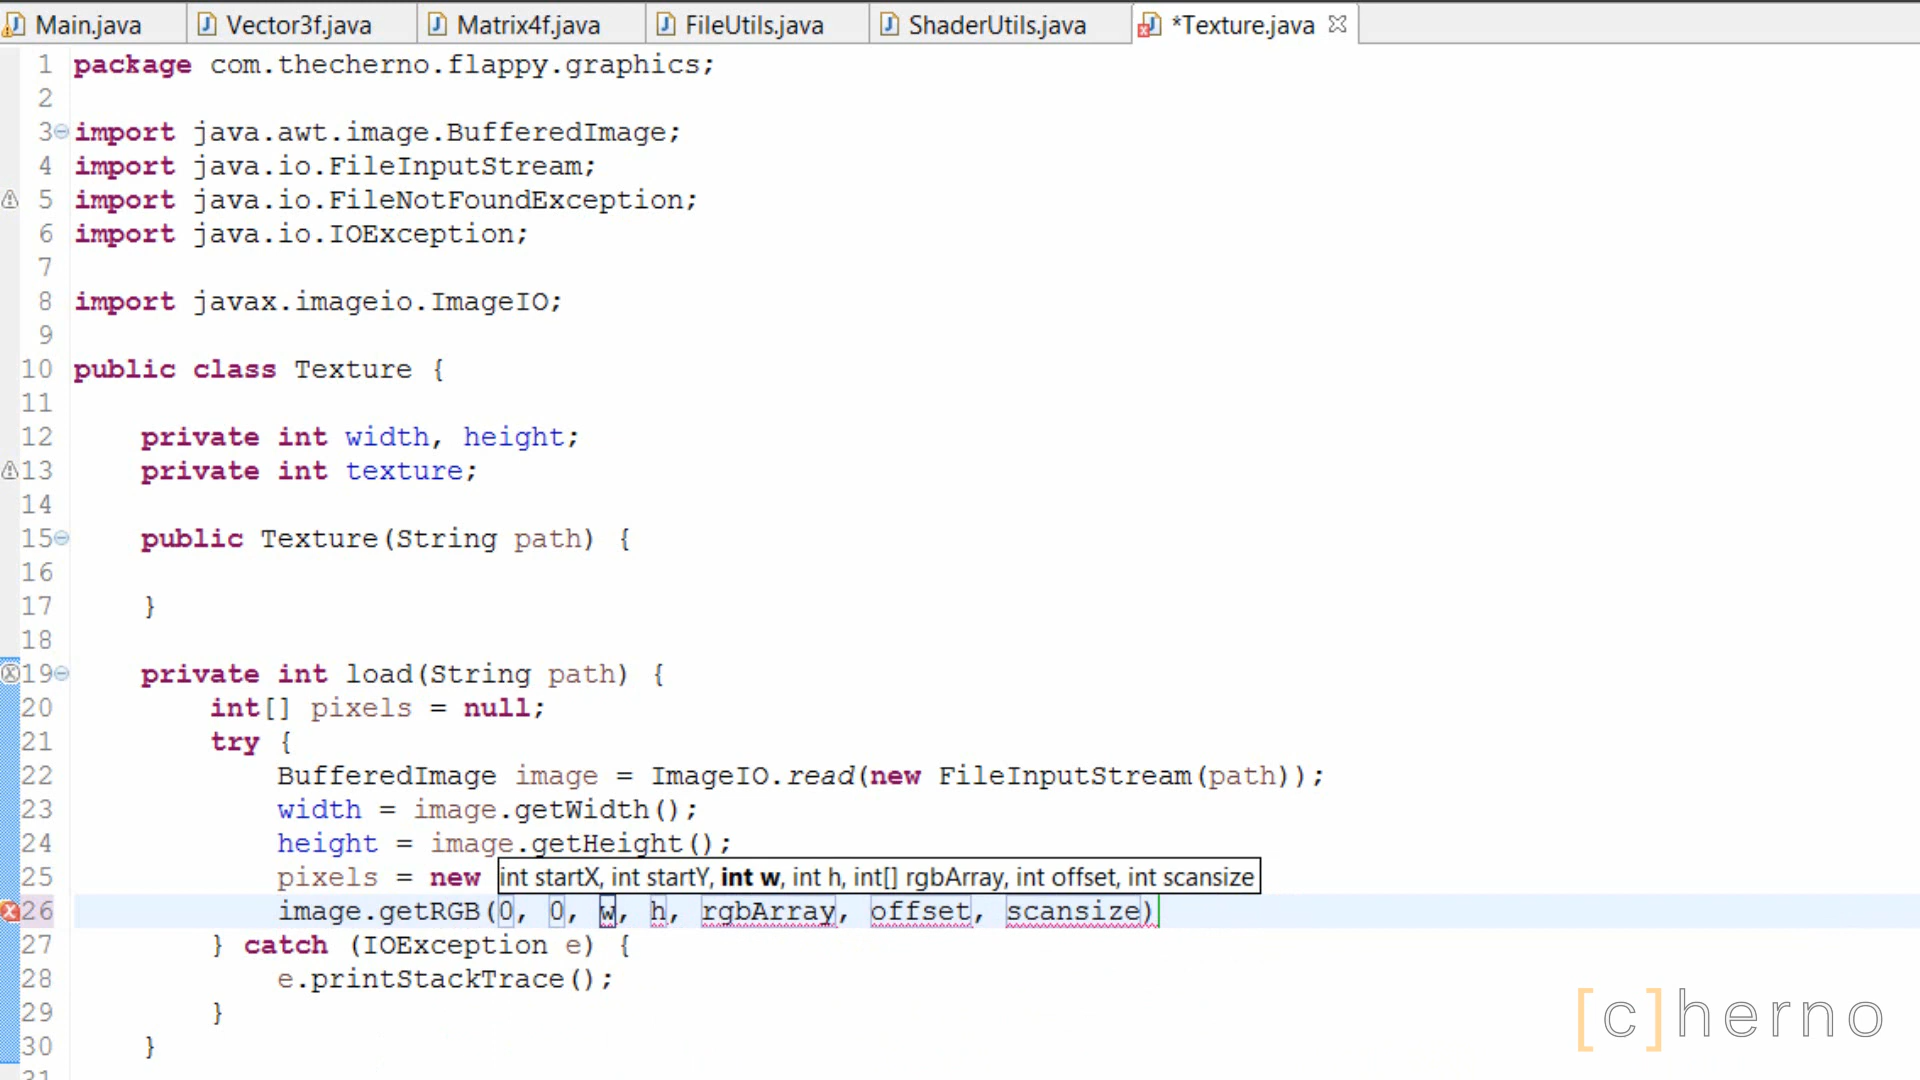 Main.java Vector3f.java Matrix4f.java FileUtils.java ShaderUtils.java *Texture.java
1 package com.thecherno.flappy.graphics;
2
3 import java.awt.image.BufferedImage;
4 import java.io.FileInputStream;
5 import java.io.FileNotFoundException;
6 import java.io.IOException;
7
8 import javax.imageio.ImageIO;
9
10 public class Texture {
11
12 private int width, height;
13 private int texture;
14
15 public Texture(String path) {
16
17 }
18
19 private int load(String path) {
20 int[] pixels = null;
21 try {
22 BufferedImage image = ImageIO.read(new FileInputStream(path));
23 width = image.getWidth();
24 height = image.getHeight();
25 pixels = new int startX, int startY, int w, int h, int[] rgbArray, int offset, int scansize
26 image.getRGB(0, 0, w, h, rgbArray, offset, scansize)
27 } catch (IOException e) {
28 e.printStackTrace();
29 }
30 }
31
[c]herno